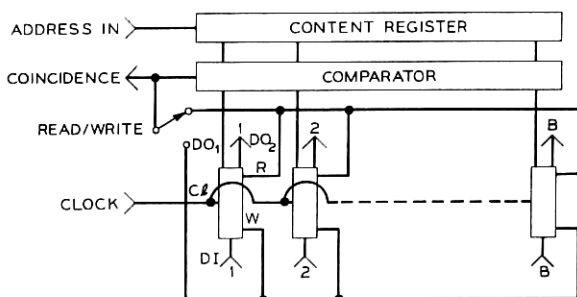 ADDRESS IN
CONTENT REGISTER
COINCIDENCE
COMPARATOR
READ/WRITE
DO1
1
DO2
2
B
R
Cl
CLOCK
W
DI
1
2
B